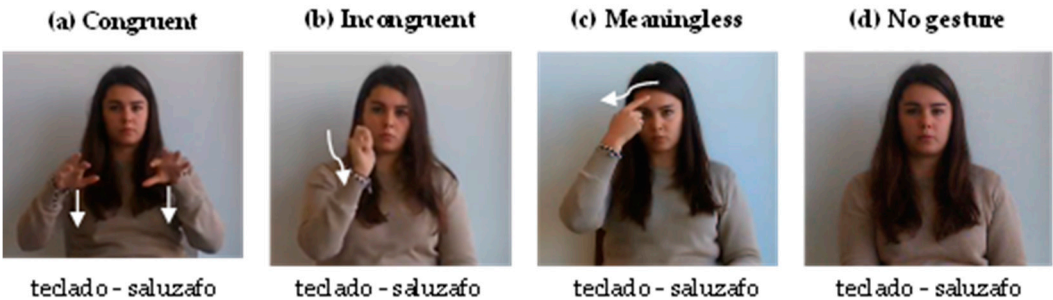 (a) Congruent
(b) Incongruent
(c) Meaningless
(d) No gesture
teclado - saluzafo
teclado - saluzafo
teclado - saluzafo
teclado - saluzafo